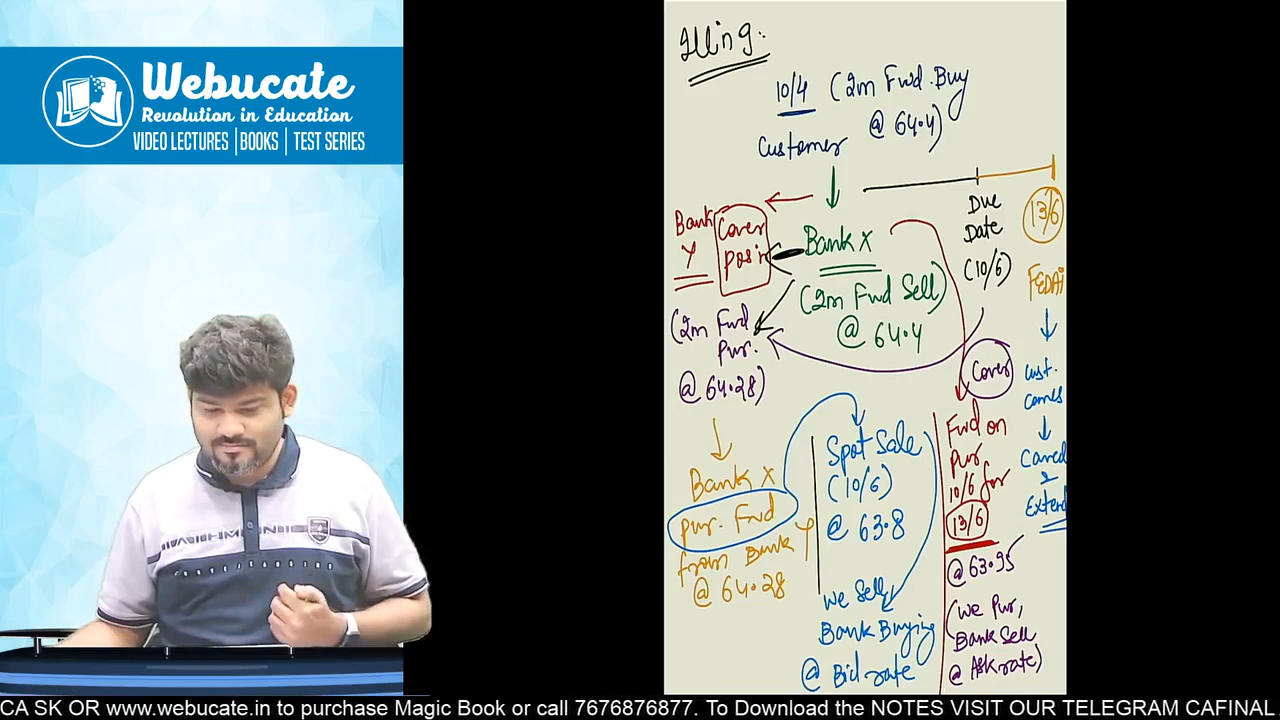 Webucate
Revolution in Education
VIDEO LECTURES | BOOKS | TEST SERIES
Illn 9:
10/4 (2m Fwd. Buy
@ 64.4)
Customer
Bank X
(2m Fwd Sell)
@ 64.4
Bank
Y
Cover
posin
(2m Fwd
Pur.
@ 64.28)
Bank X
pur. Fwd
from Bank Y
@ 64.28
Spot Sale
(10/6)
@ 63.8
We Sell,
Bank Buying
@ Bid rate
Due
Date
(10/6)
Cover
Fwd on
pur
10/6 for
13/6
@ 63.95
(We Pur,
Bank Sell
@ Ask rate)
13/6
FEDAI
Cust.
Comes
Cancel
&
Extend
CA SK OR www.webucate.in to purchase Magic Book or call 7676876877. To Download the NOTES VISIT OUR TELEGRAM CAFINAL